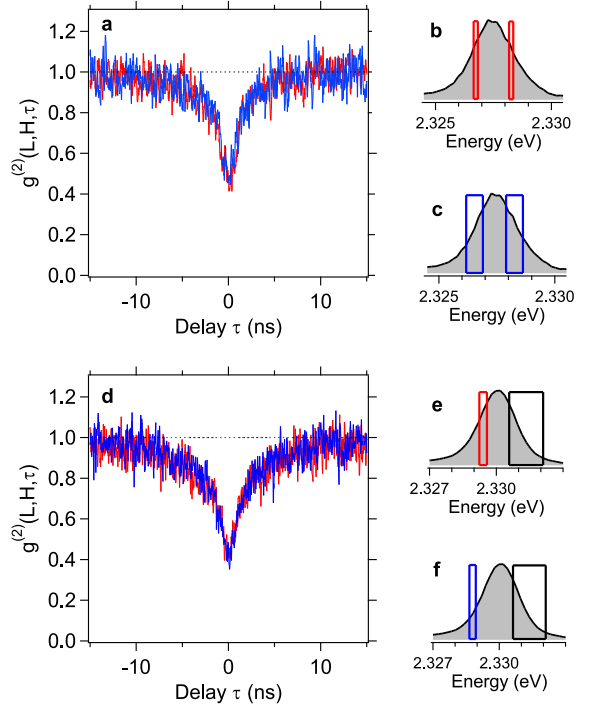 a
1.2
1.0
0.8
0.6
0.4
0.2
0.0
g(2)(L,H,τ)
-10
0
10
Delay τ (ns)
b
2.325
2.330
Energy (eV)
c
2.325
2.330
Energy (eV)
d
1.2
1.0
0.8
0.6
0.4
0.2
0.0
g(2)(L,H,τ)
-10
0
10
Delay τ (ns)
e
2.327
2.330
Energy (eV)
f
2.327
2.330
Energy (eV)